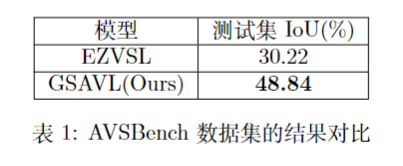 模型 测试集 IoU(%)
EZVSL 30.22
GSAVL(Ours) 48.84
表 1: AVSBench 数据集的结果对比